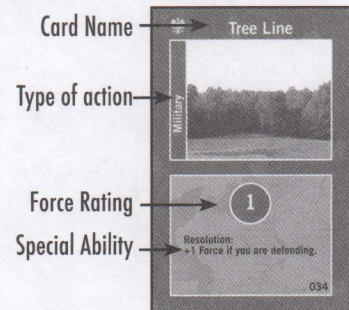 Card Name
Tree Line
Type of action
Military
Force Rating
1
Special Ability
Resolution:
+1 Force if you are defending.
034